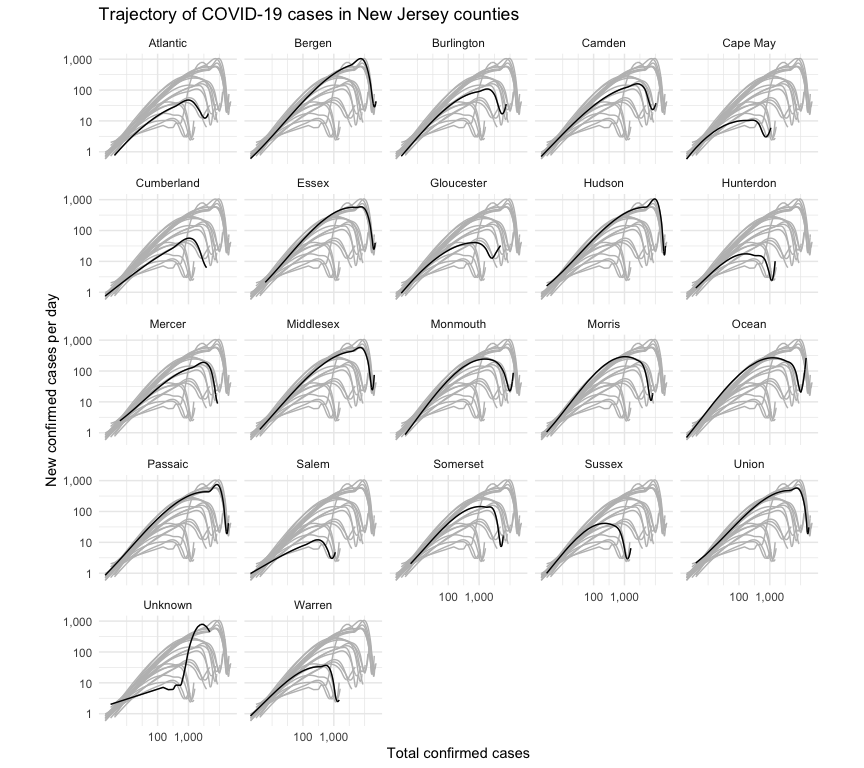 Trajectory of COVID-19 cases in New Jersey counties
Atlantic Bergen Burlington Camden Cape May
1,000
100
10
1
Cumberland Essex Gloucester Hudson Hunterdon
1,000
100
10
1
Mercer Middlesex Monmouth Morris Ocean
1,000
100
10
1
Passaic Salem Somerset Sussex Union
1,000
100
10
1
100 1,000 100 1,000 100 1,000
Unknown Warren
1,000
100
10
1
100 1,000 100 1,000
New confirmed cases per day
Total confirmed cases